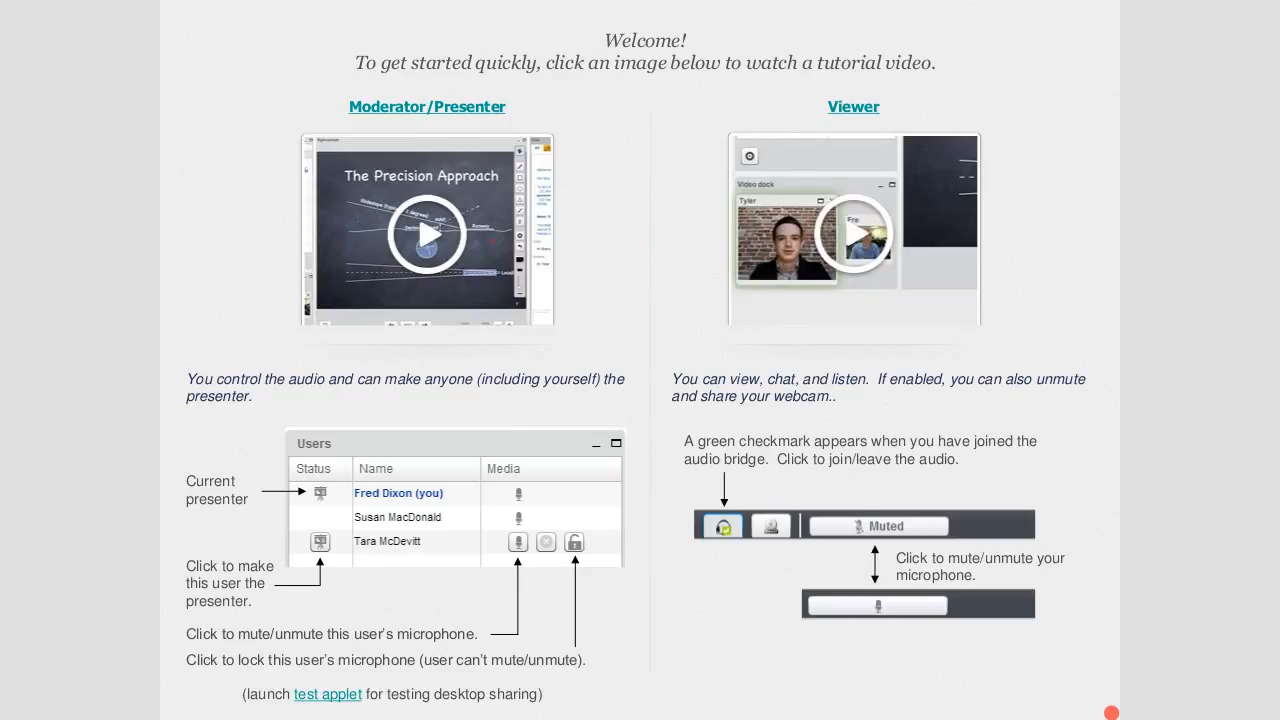 Welcome!
To get started quickly, click an image below to watch a tutorial video.
Moderator/Presenter
The Precision Approach
You control the audio and can make anyone (including yourself) the
presenter.
Users
Status Name Media
Current
presenter
Fred Dixon (you)
Susan MacDonald
Tara McDevitt
Click to make
this user the
presenter.
Click to mute/unmute this user's microphone.
Click to lock this user's microphone (user can't mute/unmute).
(launch test applet for testing desktop sharing)
Viewer
Video dock
Tyler
Fre
You can view, chat, and listen.  If enabled, you can also unmute
and share your webcam..
A green checkmark appears when you have joined the
audio bridge.  Click to join/leave the audio.
Muted
Click to mute/unmute your
microphone.